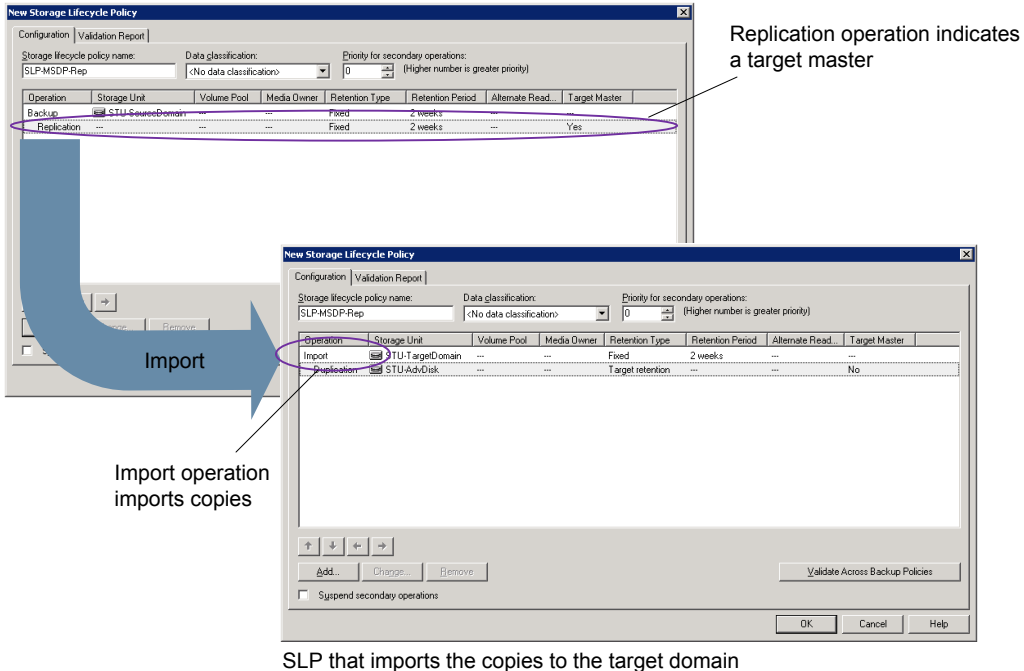 New Storage Lifecycle Policy
Configuration
Validation Report
Storage lifecycle policy name:
Data classification:
Priority for secondary operations:
SLP-MSDP-Rep
<No data classification>
0
(Higher number is greater priority)
Operation Storage Unit Volume Pool Media Owner Retention Type Retention Period Alternate Read... Target Master
Backup STU-SourceDomain --- --- Fixed 2 weeks --- ---
Replication --- --- --- Fixed 2 weeks --- Yes
Remove
Replication operation indicates
a target master
Import
New Storage Lifecycle Policy
Configuration
Validation Report
Storage lifecycle policy name:
Data classification:
Priority for secondary operations:
SLP-MSDP-Rep
<No data classification>
0
(Higher number is greater priority)
Operation Storage Unit Volume Pool Media Owner Retention Type Retention Period Alternate Read... Target Master
Import STU-TargetDomain --- --- Fixed 2 weeks --- ---
Duplication STU-AdvDisk --- --- Target retention --- --- No
Import operation
imports copies
Add...
Change...
Remove
Validate Across Backup Policies
Suspend secondary operations
OK
Cancel
Help
SLP that imports the copies to the target domain